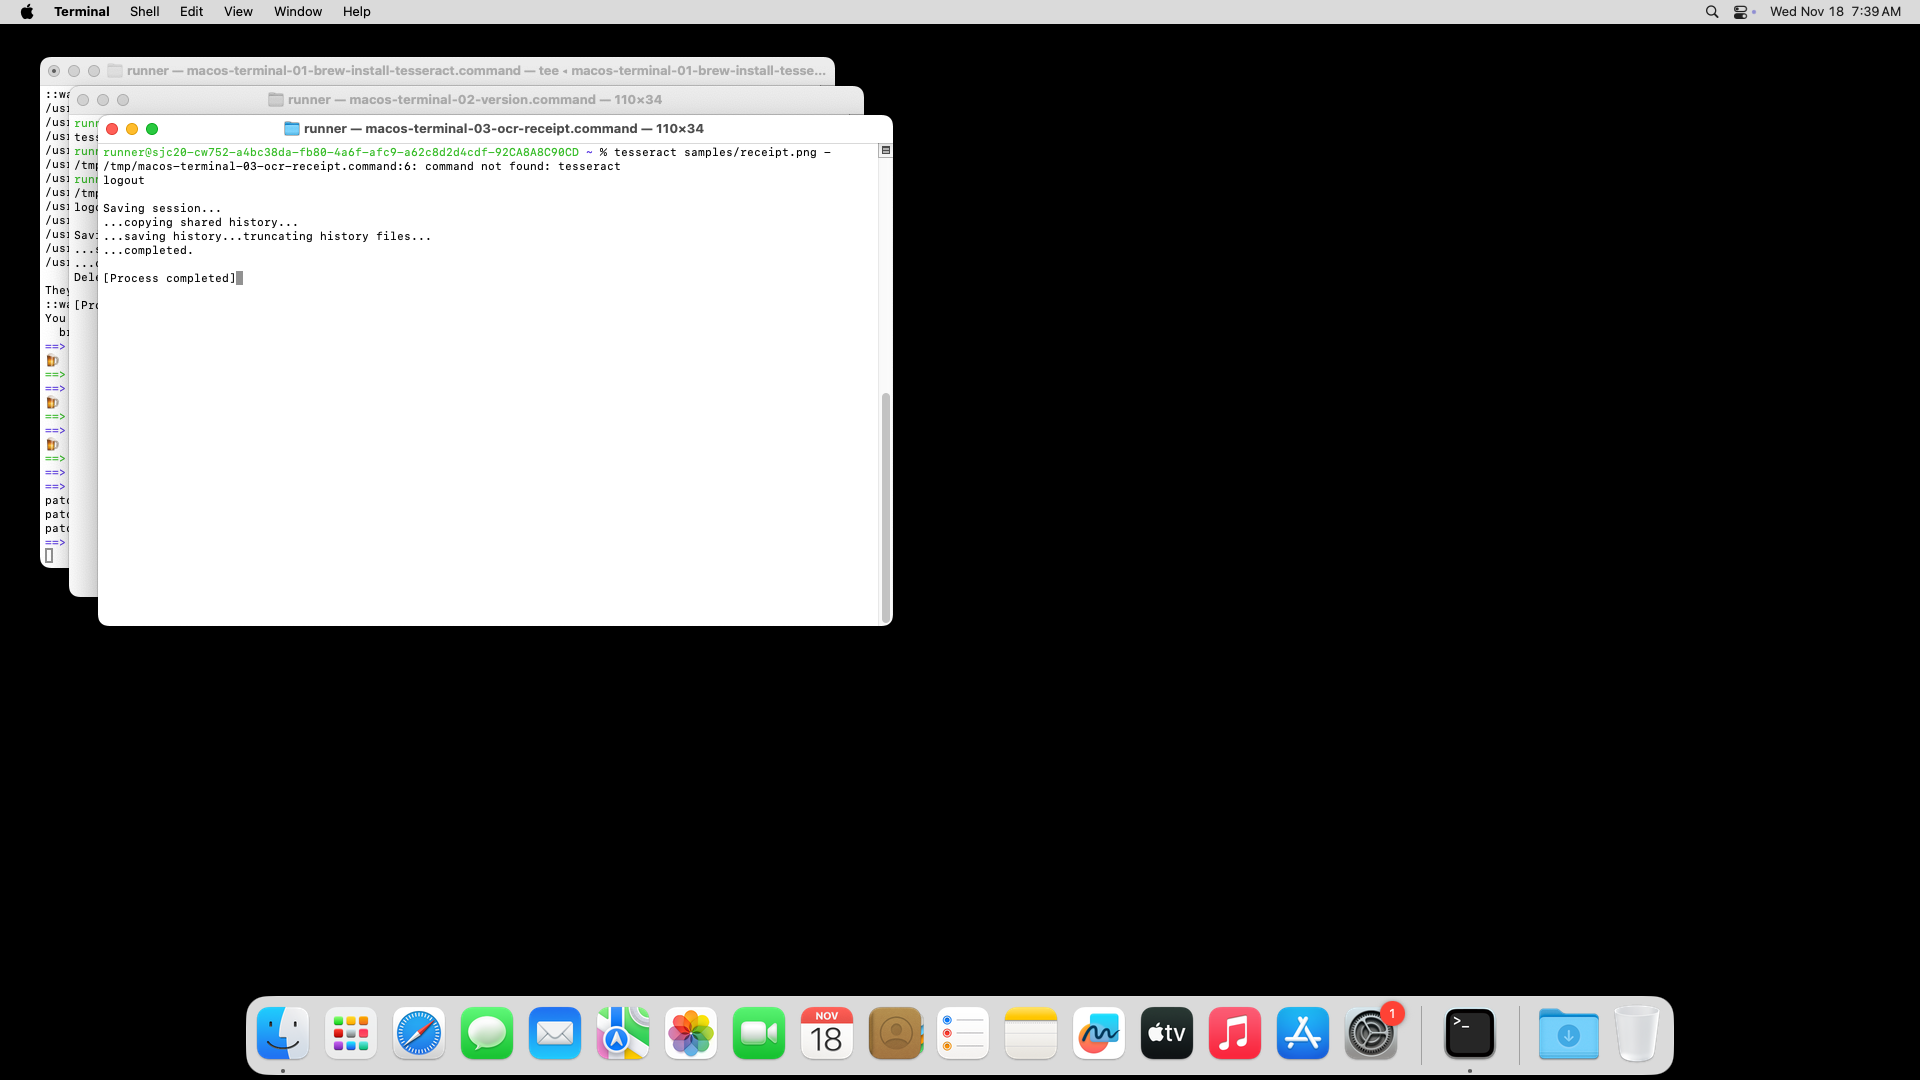 Terminal Shell Edit View Window Help Wed Nov 18 7:39 AM
runner — macos-terminal-01-brew-install-tesseract.command — tee ◂ macos-terminal-01-brew-install-tesse...
runner — macos-terminal-02-version.command — 110×34
runner — macos-terminal-03-ocr-receipt.command — 110×34
runner@sjc20-cw752-a4bc38da-fb80-4a6f-afc9-a62c8d2d4cdf-92CA8A8C90CD ~ % tesseract samples/receipt.png -
/tmp/macos-terminal-03-ocr-receipt.command:6: command not found: tesseract
logout
Saving session...
...copying shared history...
...saving history...truncating history files...
...completed.
[Process completed]
They
You
==>
==>
==>
==>
==>
==>
==>
==>
==>
==>
NOV
18
tv
1
>_